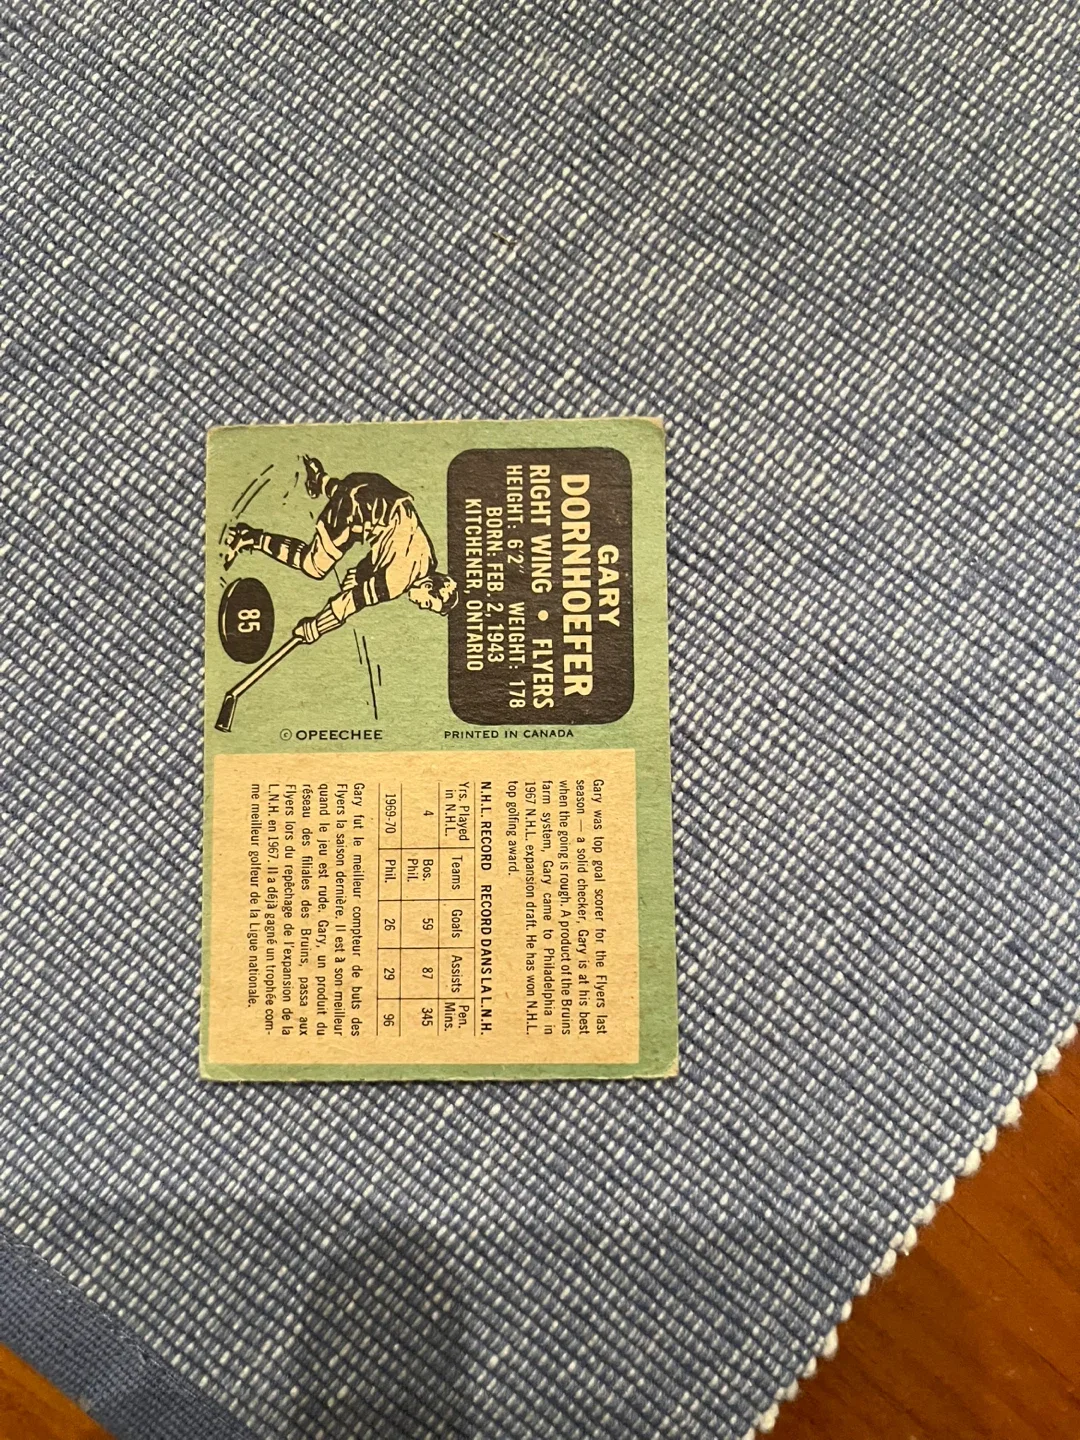 GARY
DORNHOEFER
RIGHT WING • FLYERS
HEIGHT: 6'2" WEIGHT: 178
BORN: FEB. 2, 1943
KITCHENER, ONTARIO
85
© OPEECHEE
PRINTED IN CANADA
Gary was top goal scorer for the Flyers last
season — a solid checker, Gary is at his best
when the going is rough. A product of the Bruins
farm system, Gary came to Philadelphia in
1967 N.H.L. expansion draft. He has won N.H.L.
top golfing award.
N.H.L. RECORD RECORD DANS LA L.N.H.
Yrs. Played Pen.
in N.H.L. Teams Goals Assists Mins.
4 Bos. 59 87 345
Phil.
1969-70 Phil. 26 29 96
Gary fut le meilleur compteur de buts des
Flyers la saison dernière. Il est à son meilleur
quand le jeu est rude. Gary, un produit du
réseau des filiales des Bruins, passa aux
Flyers lors du repêchage de l'expansion de la
L.N.H. en 1967. Il a déjà gagné un trophée com-
me meilleur golfeur de la Ligue nationale.